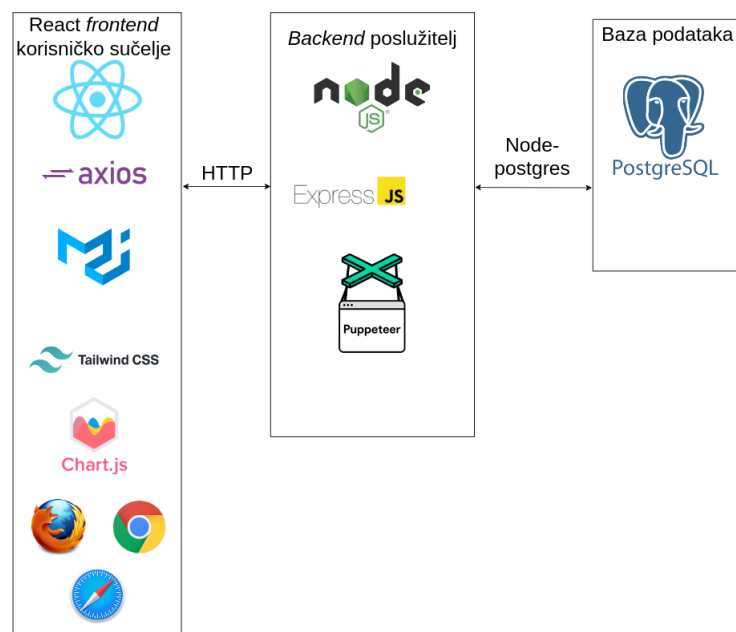 React frontend
korisničko sučelje
axios
Tailwind CSS
Chart.js
HTTP
Backend poslužitelj
node
JS
Express JS
Puppeteer
Node-
postgres
Baza podataka
PostgreSQL